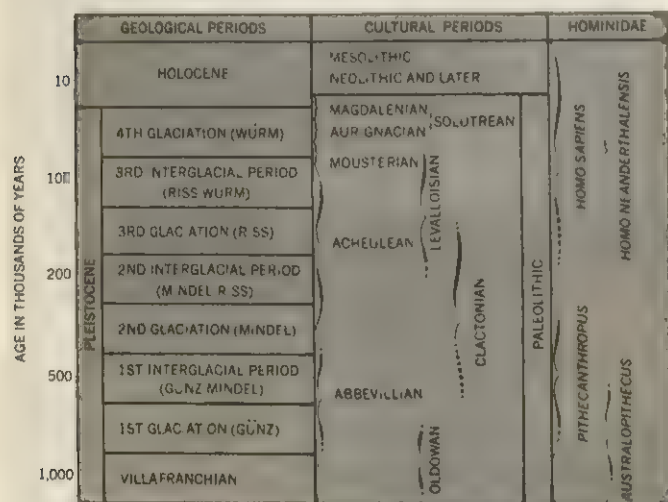 GEOLOGICAL PERIODS
CULTURAL PERIODS
HOMINIDAE
AGE IN THOUSANDS OF YEARS
10
100
200
500
1,000
PLEISTOCENE
HOLOCENE
4TH GLACIATION (WÜRM)
3RD INTERGLACIAL PERIOD
(RISS WURM)
3RD GLACIATION (RISS)
2ND INTERGLACIAL PERIOD
(MINDEL RISS)
2ND GLACIATION (MINDEL)
1ST INTERGLACIAL PERIOD
(GÜNZ MINDEL)
1ST GLACIATION (GÜNZ)
VILLAFRANCHIAN
MESOLITHIC
NEOLITHIC AND LATER
MAGDALENIAN
AURIGNACIAN
SOLUTREAN
MOUSTERIAN
LEVALLOISIAN
ACHEULEAN
CLACTONIAN
ABBEVILLIAN
OLDOWAN
PALEOLITHIC
HOMO SAPIENS
HOMO NEANDERTHALENSIS
PITHECANTHROPUS
AUSTRALOPITHECUS